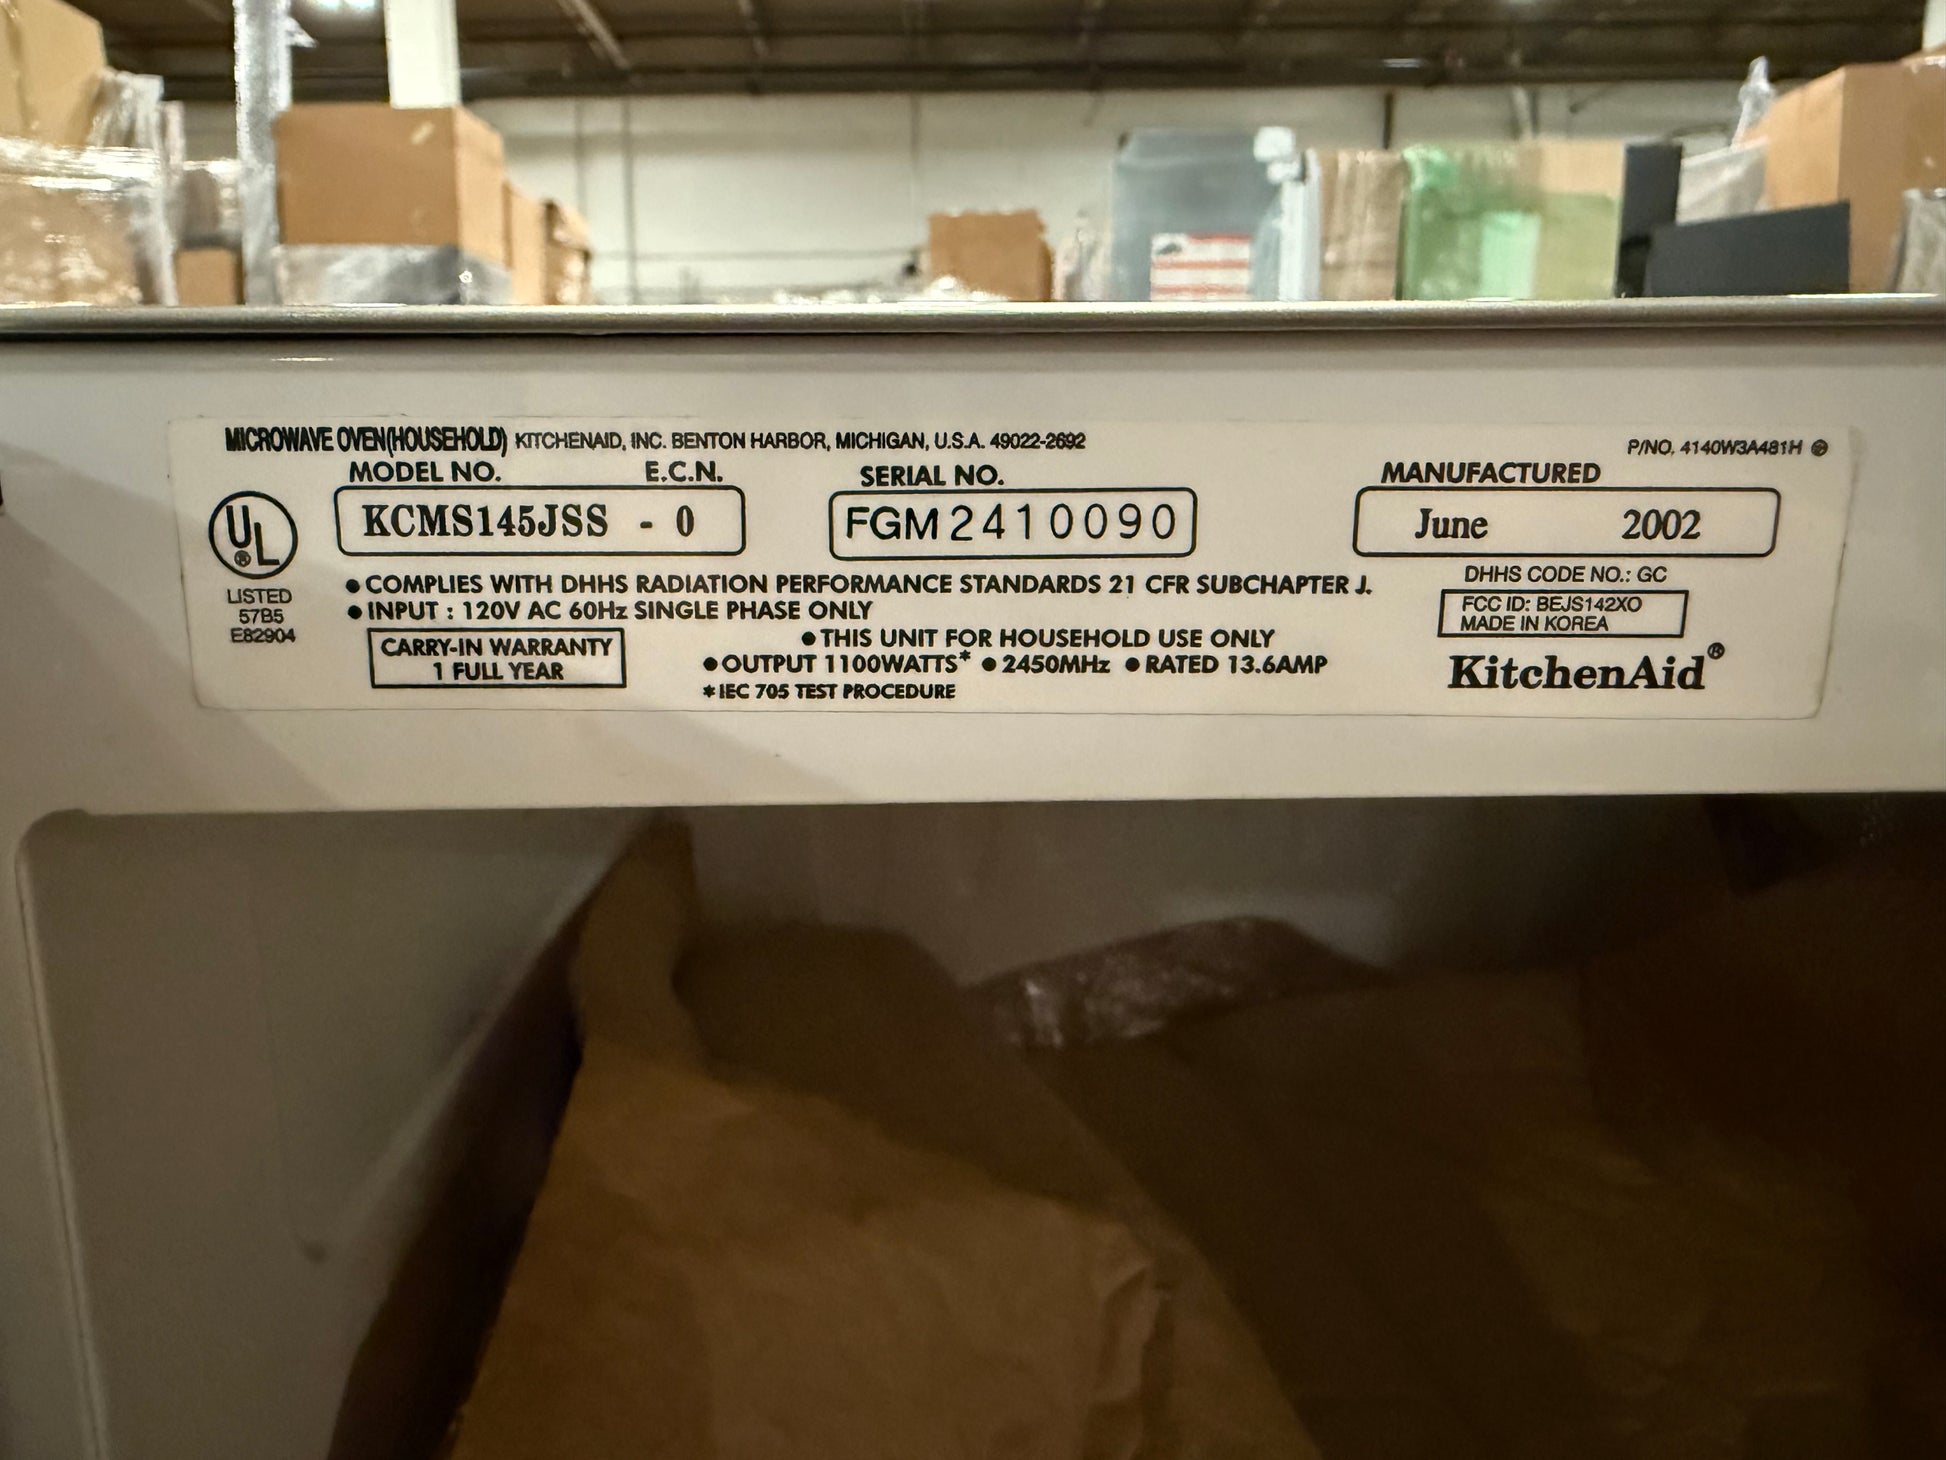 MICROWAVE OVEN(HOUSEHOLD) KITCHENAID, INC. BENTON HARBOR, MICHIGAN, U.S.A. 49022-2692
P/NO. 4140W3A481H
MODEL NO. E.C.N. SERIAL NO. MANUFACTURED
KCMS145JSS - 0 FGM2410090 June 2002
UL
®
LISTED
57B5
E82904
• COMPLIES WITH DHHS RADIATION PERFORMANCE STANDARDS 21 CFR SUBCHAPTER J.
• INPUT : 120V AC 60Hz SINGLE PHASE ONLY
CARRY-IN WARRANTY
1 FULL YEAR
• THIS UNIT FOR HOUSEHOLD USE ONLY
• OUTPUT 1100WATTS* • 2450MHz • RATED 13.6AMP
* IEC 705 TEST PROCEDURE
DHHS CODE NO.: GC
FCC ID: BEJS142XO
MADE IN KOREA
KitchenAid®